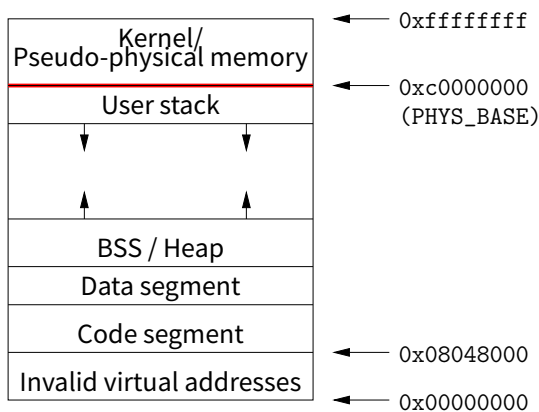 Kernel/
Pseudo-physical memory
User stack
BSS / Heap
Data segment
Code segment
Invalid virtual addresses
0xffffffff
0xc0000000
(PHYS_BASE)
0x08048000
0x00000000